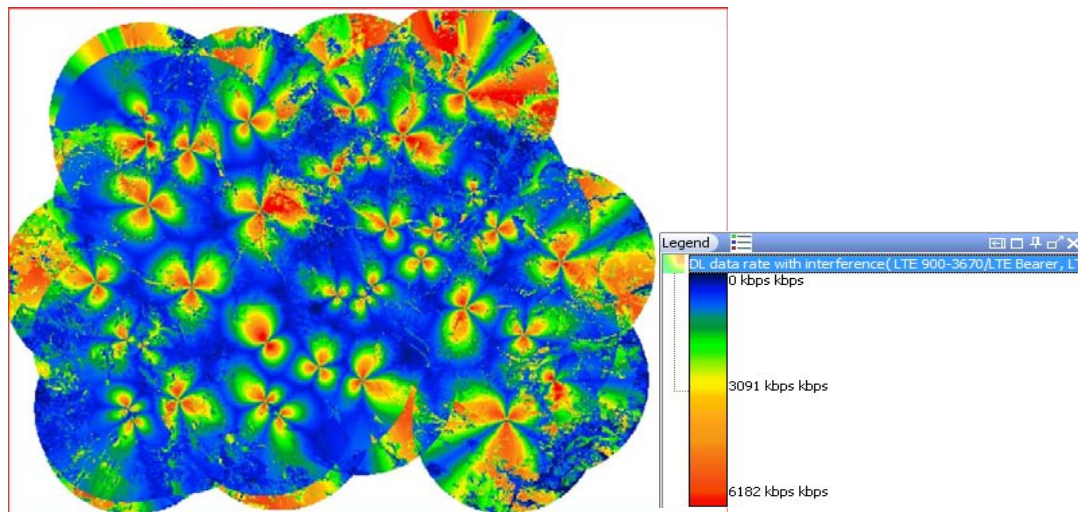 Legend
DL data rate with interference( LTE 900-3670/LTE Bearer, LT
0 kbps kbps
3091 kbps kbps
6182 kbps kbps